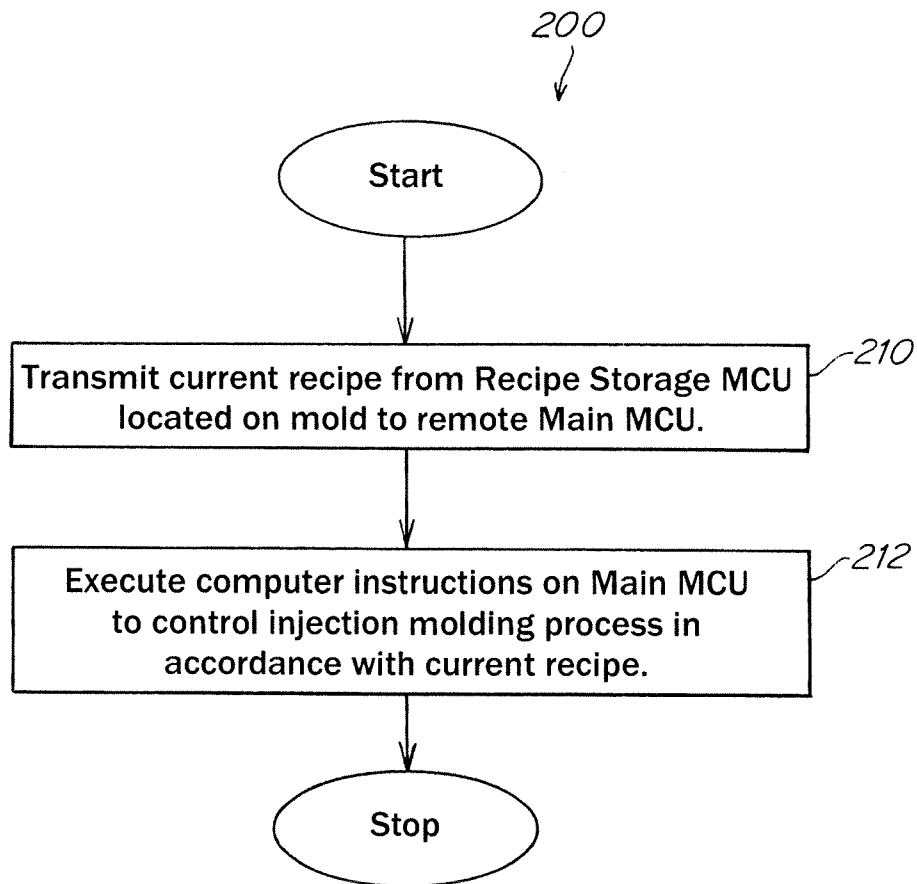 200
Start
Transmit current recipe from Recipe Storage MCU
located on mold to remote Main MCU.
210
Execute computer instructions on Main MCU
to control injection molding process in
accordance with current recipe.
212
Stop